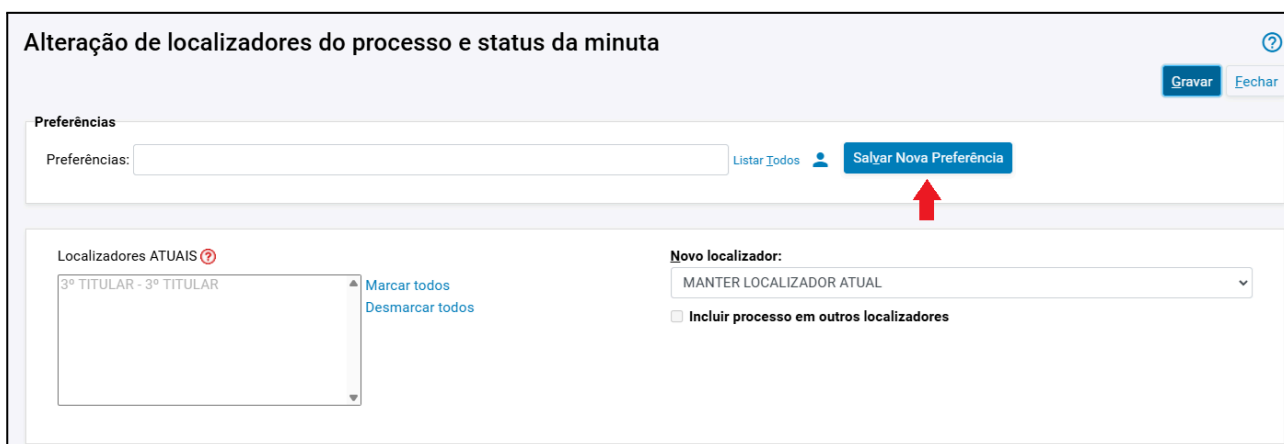 Alteração de localizadores do processo e status da minuta
?
Gravar Fechar
Preferências
Preferências: Listar Todos Salvar Nova Preferência
Localizadores ATUAIS ?
3º TITULAR - 3º TITULAR
Marcar todos
Desmarcar todos
Novo localizador:
MANTER LOCALIZADOR ATUAL
Incluir processo em outros localizadores